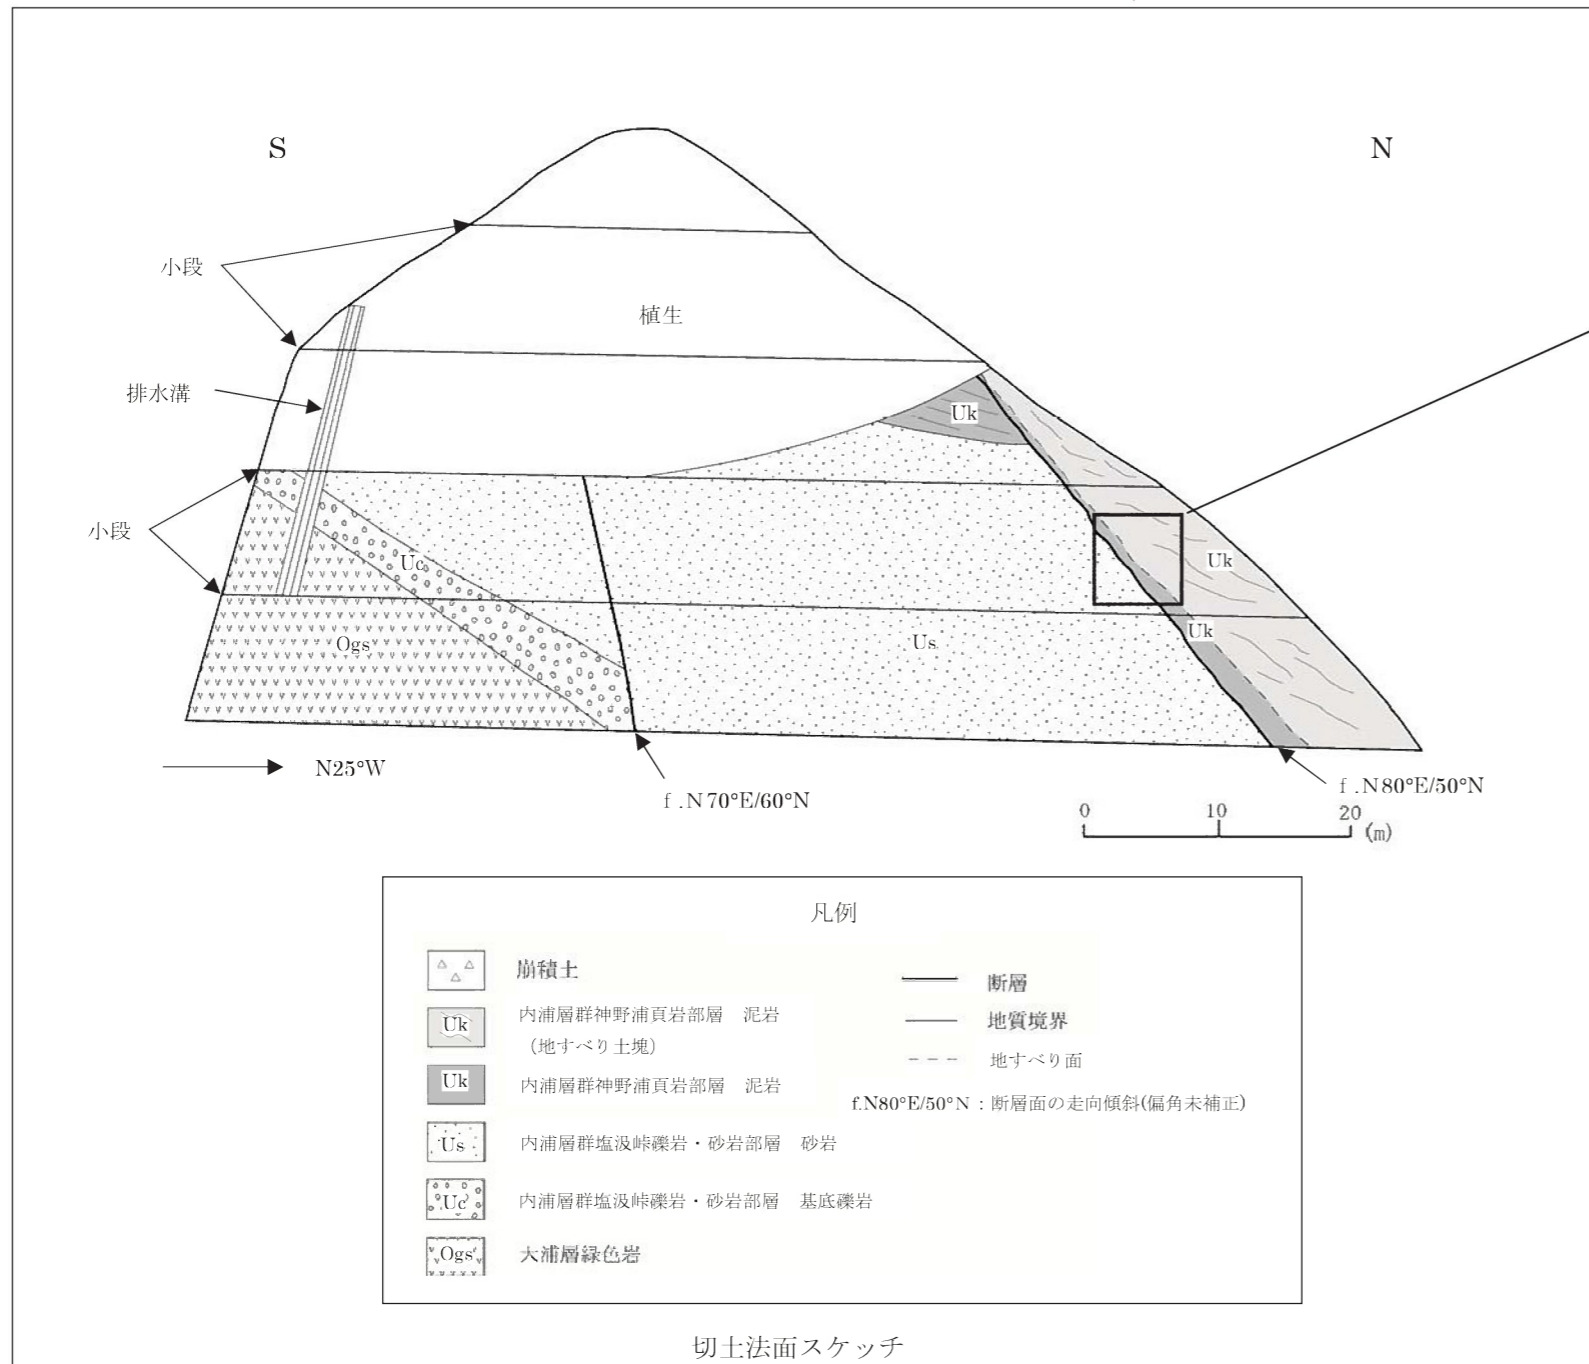 S
N
小段
植生
排水溝
Uk
小段
Uc
Uk
Ogs
Us
Uk
N25°W
f.N70°E/60°N
f.N80°E/50°N
0 10 20
(m)
凡例
崩積土
断層
Uk 内浦層群神野浦頁岩部層 泥岩
(地すべり土塊)
地質境界
地すべり面
Uk 内浦層群神野浦頁岩部層 泥岩
f.N80°E/50°N:断層面の走向傾斜(偏角未補正)
Us 内浦層群塩汲峠礫岩・砂岩部層 砂岩
Uc 内浦層群塩汲峠礫岩・砂岩部層 基底礫岩
Ogs 大浦層緑色岩
切土法面スケッチ